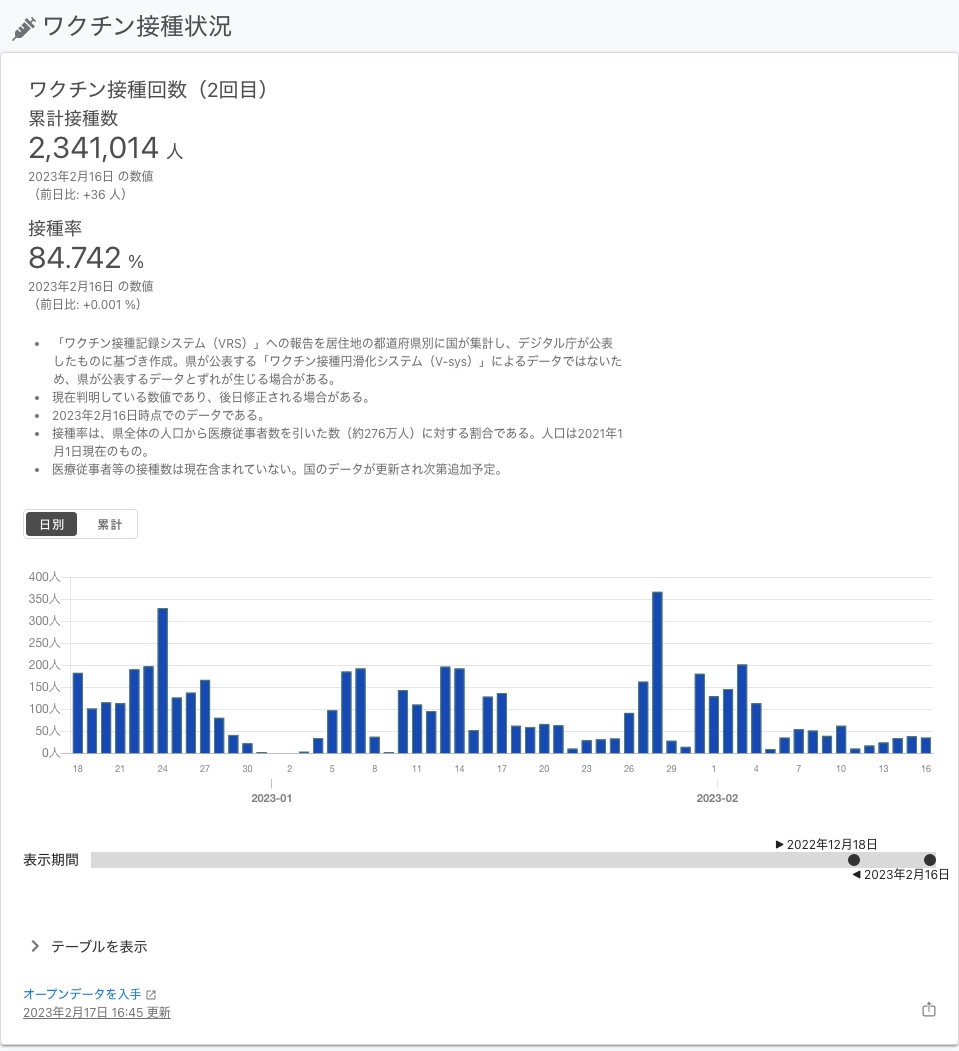 ワクチン接種状況
ワクチン接種回数（2回目）
累計接種数
2,341,014 人
2023年2月16日 の数値
（前日比: +36 人）
接種率
84.742 %
2023年2月16日 の数値
（前日比: +0.001 %）
• 「ワクチン接種記録システム（VRS）」への報告を居住地の都道府県別に国が集計し、デジタル庁が公表
したものに基づき作成。県が公表する「ワクチン接種円滑化システム（V-sys）」によるデータではないた
め、県が公表するデータとずれが生じる場合がある。
• 現在判明している数値であり、後日修正される場合がある。
• 2023年2月16日時点でのデータである。
• 接種率は、県全体の人口から医療従事者数を引いた数（約276万人）に対する割合である。人口は2021年1
月1日現在のもの。
• 医療従事者等の接種数は現在含まれていない。国のデータが更新され次第追加予定。
日別 累計
400人
350人
300人
250人
200人
150人
100人
50人
0人
18 21 24 27 30 2 5 8 11 14 17 20 23 26 29 1 4 7 10 13 16
2023-01 2023-02
▶ 2022年12月18日
表示期間
◀ 2023年2月16日
テーブルを表示
オープンデータを入手
2023年2月17日 16:45 更新